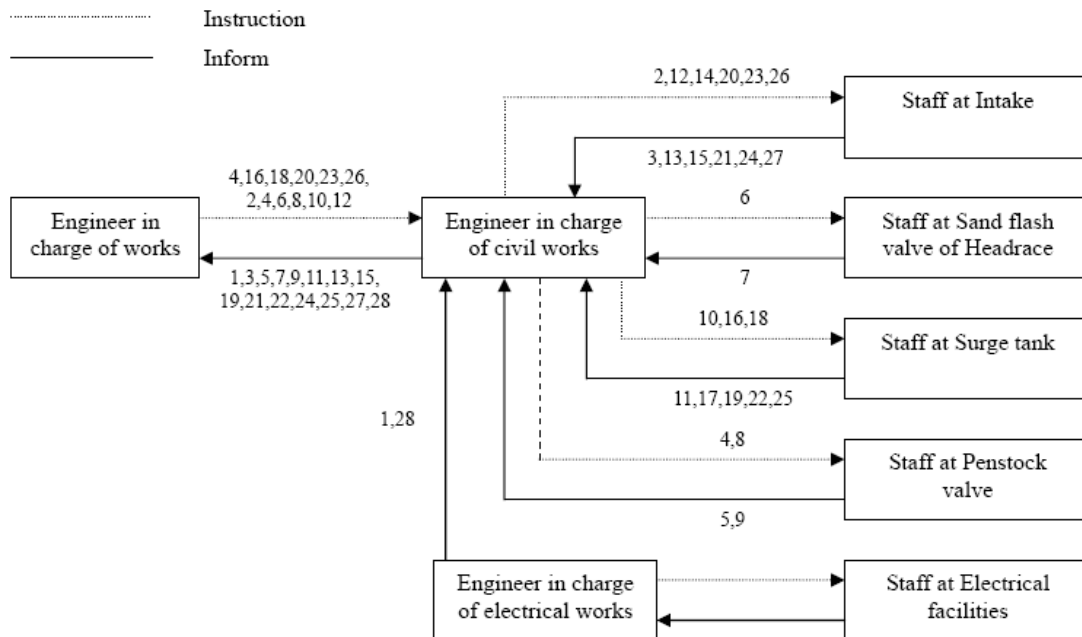 Instruction
Inform
2,12,14,20,23,26
Staff at Intake
3,13,15,21,24,27
4,16,18,20,23,26,
2,4,6,8,10,12
Engineer in
charge of works
Engineer in charge
of civil works
6
Staff at Sand flash
valve of Headrace
1,3,5,7,9,11,13,15,
19,21,22,24,25,27,28
7
10,16,18
Staff at Surge tank
11,17,19,22,25
1,28
4,8
Staff at Penstock
valve
5,9
Engineer in charge
of electrical works
Staff at Electrical
facilities